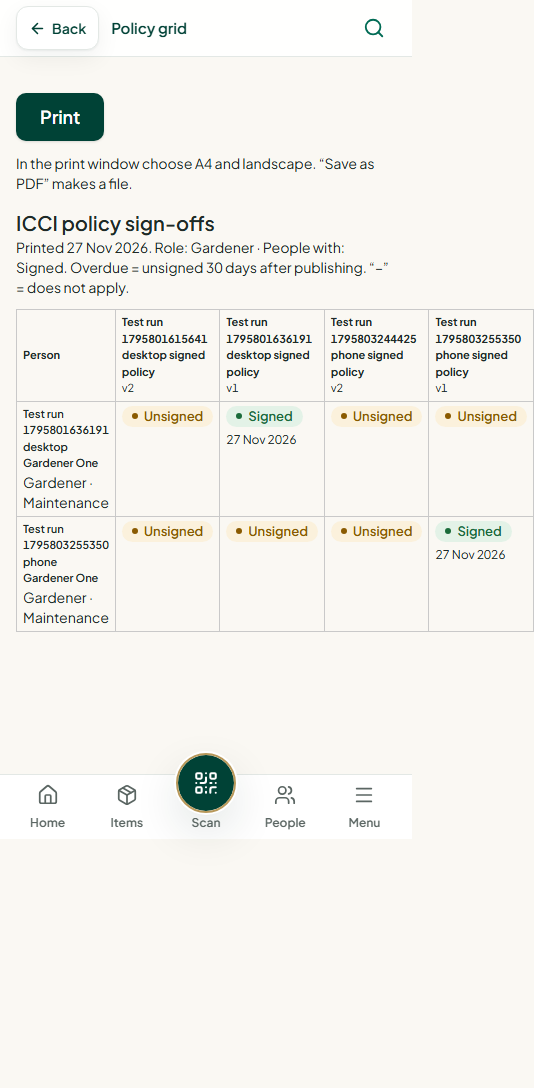 Back
Policy grid
Print
In the print window choose A4 and landscape. “Save as
PDF” makes a file.
ICCI policy sign-offs
Printed 27 Nov 2026. Role: Gardener · People with:
Signed. Overdue = unsigned 30 days after publishing. “–”
= does not apply.
Person
Test run
1795801615641
desktop signed
policy
v2
Test run
1795801636191
desktop signed
policy
v1
Test run
1795803244425
phone signed
policy
v2
Test run
1795803255350
phone signed
policy
v1
Test run
1795801636191
desktop
Gardener One
Gardener ·
Maintenance
Unsigned
Signed
27 Nov 2026
Unsigned
Unsigned
Test run
1795803255350
phone
Gardener One
Gardener ·
Maintenance
Unsigned
Unsigned
Unsigned
Signed
27 Nov 2026
Home
Items
Scan
People
Menu